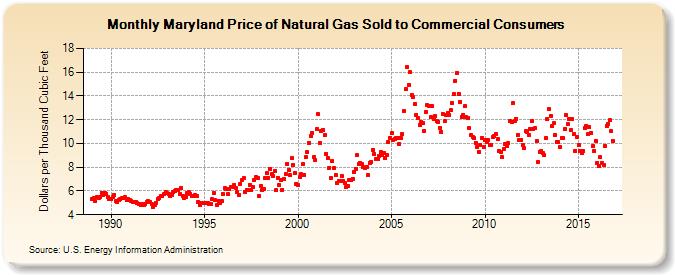 Monthly Maryland Price of Natural Gas Sold to Commercial Consumers
Dollars per Thousand Cubic Feet
18
16
14
12
10
8
6
4
1990 1995 2000 2005 2010 2015
Source: U.S. Energy Information Administration